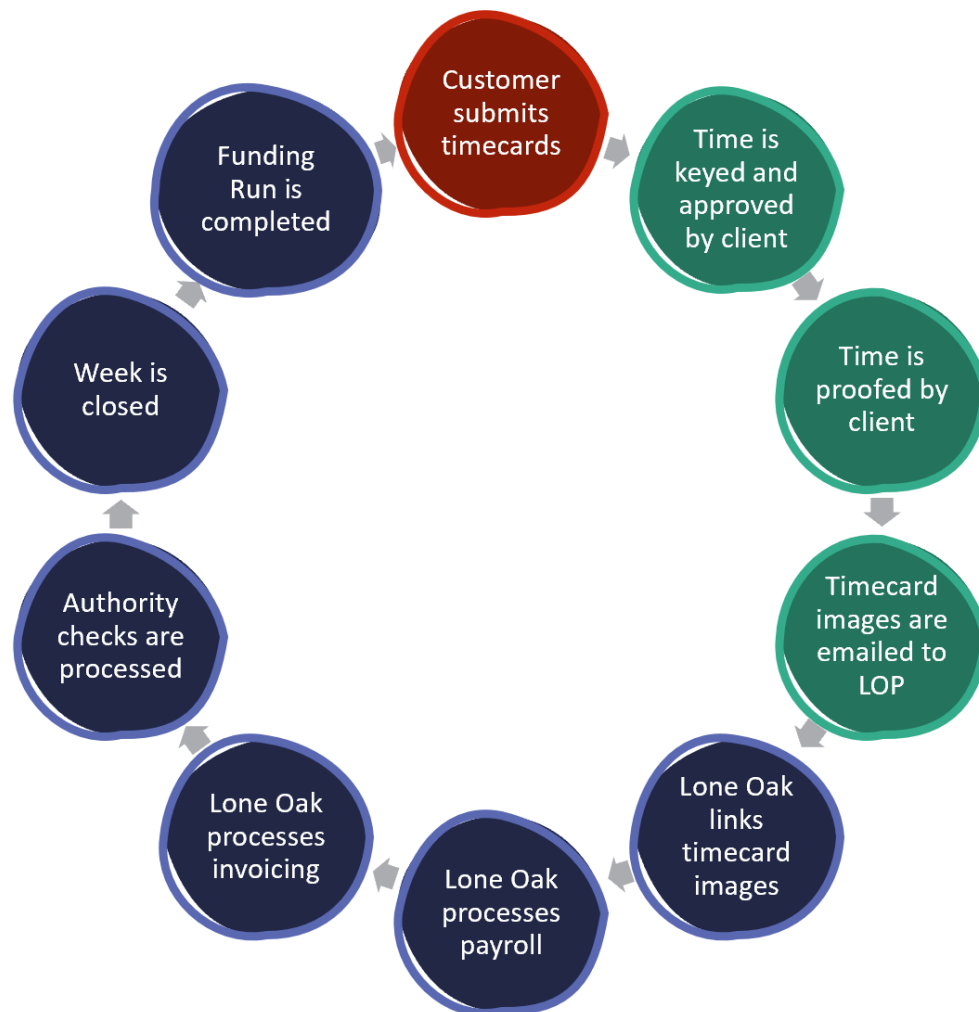 Customer
submits
timecards
Time is
keyed and
approved
by client
Time is
proofed by
client
Timecard
images are
emailed to
LOP
Lone Oak
links
timecard
images
Lone Oak
processes
payroll
Lone Oak
processes
invoicing
Authority
checks are
processed
Week is
closed
Funding
Run is
completed